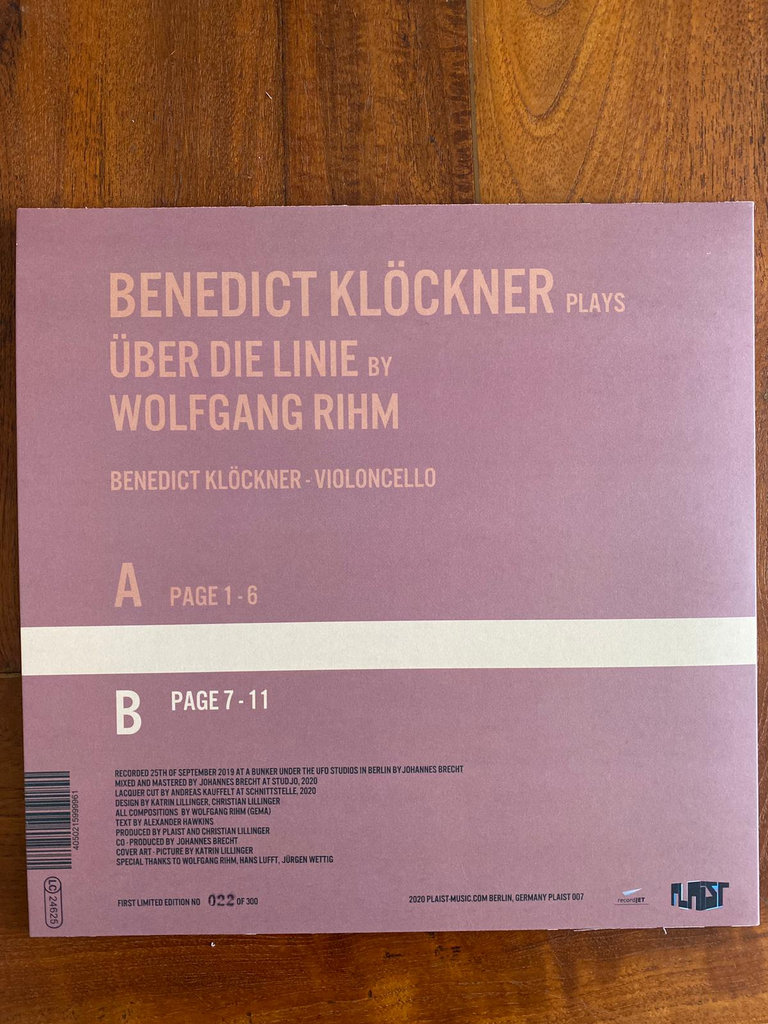 BENEDICT KLÖCKNER PLAYS
ÜBER DIE LINIE BY
WOLFGANG RIHM
BENEDICT KLÖCKNER - VIOLONCELLO
A PAGE 1 - 6
B PAGE 7 - 11
RECORDED 25TH OF SEPTEMBER 2019 AT A BUNKER UNDER THE UFO STUDIOS IN BERLIN BY JOHANNES BRECHT
MIXED AND MASTERED BY JOHANNES BRECHT AT STUDJO, 2020
LACQUER CUT BY ANDREAS KAUFFELT AT SCHNITTSTELLE, 2020
DESIGN BY KATRIN LILLINGER, CHRISTIAN LILLINGER
ALL COMPOSITIONS BY WOLFGANG RIHM (GEMA)
TEXT BY ALEXANDER HAWKINS
PRODUCED BY PLAIST AND CHRISTIAN LILLINGER
CO - PRODUCED BY JOHANNES BRECHT
COVER ART - PICTURE BY KATRIN LILLINGER
SPECIAL THANKS TO WOLFGANG RIHM, HANS LUFFT, JÜRGEN WETTIG
4050215999961
LC 24625
FIRST LIMITED EDITION NO 022 OF 300
2020 PLAIST-MUSIC.COM BERLIN, GERMANY PLAIST 007
recordJET
PLAIST